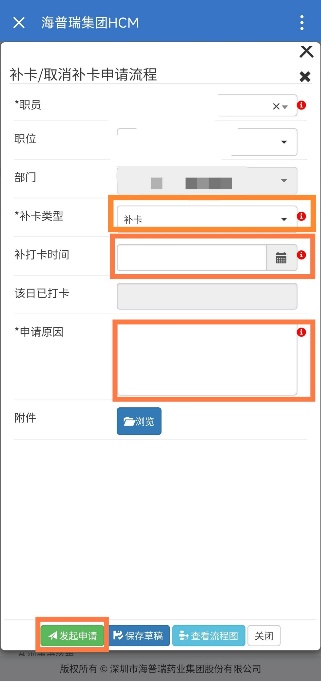 海普瑞集团HCM
补卡/取消补卡申请流程
*职员
职位
部门
*补卡类型
补卡
补打卡时间
该日已打卡
*申请原因
附件
浏览
发起申请 保存草稿 查看流程图 关闭
版权所有 © 深圳市海普瑞药业集团股份有限公司